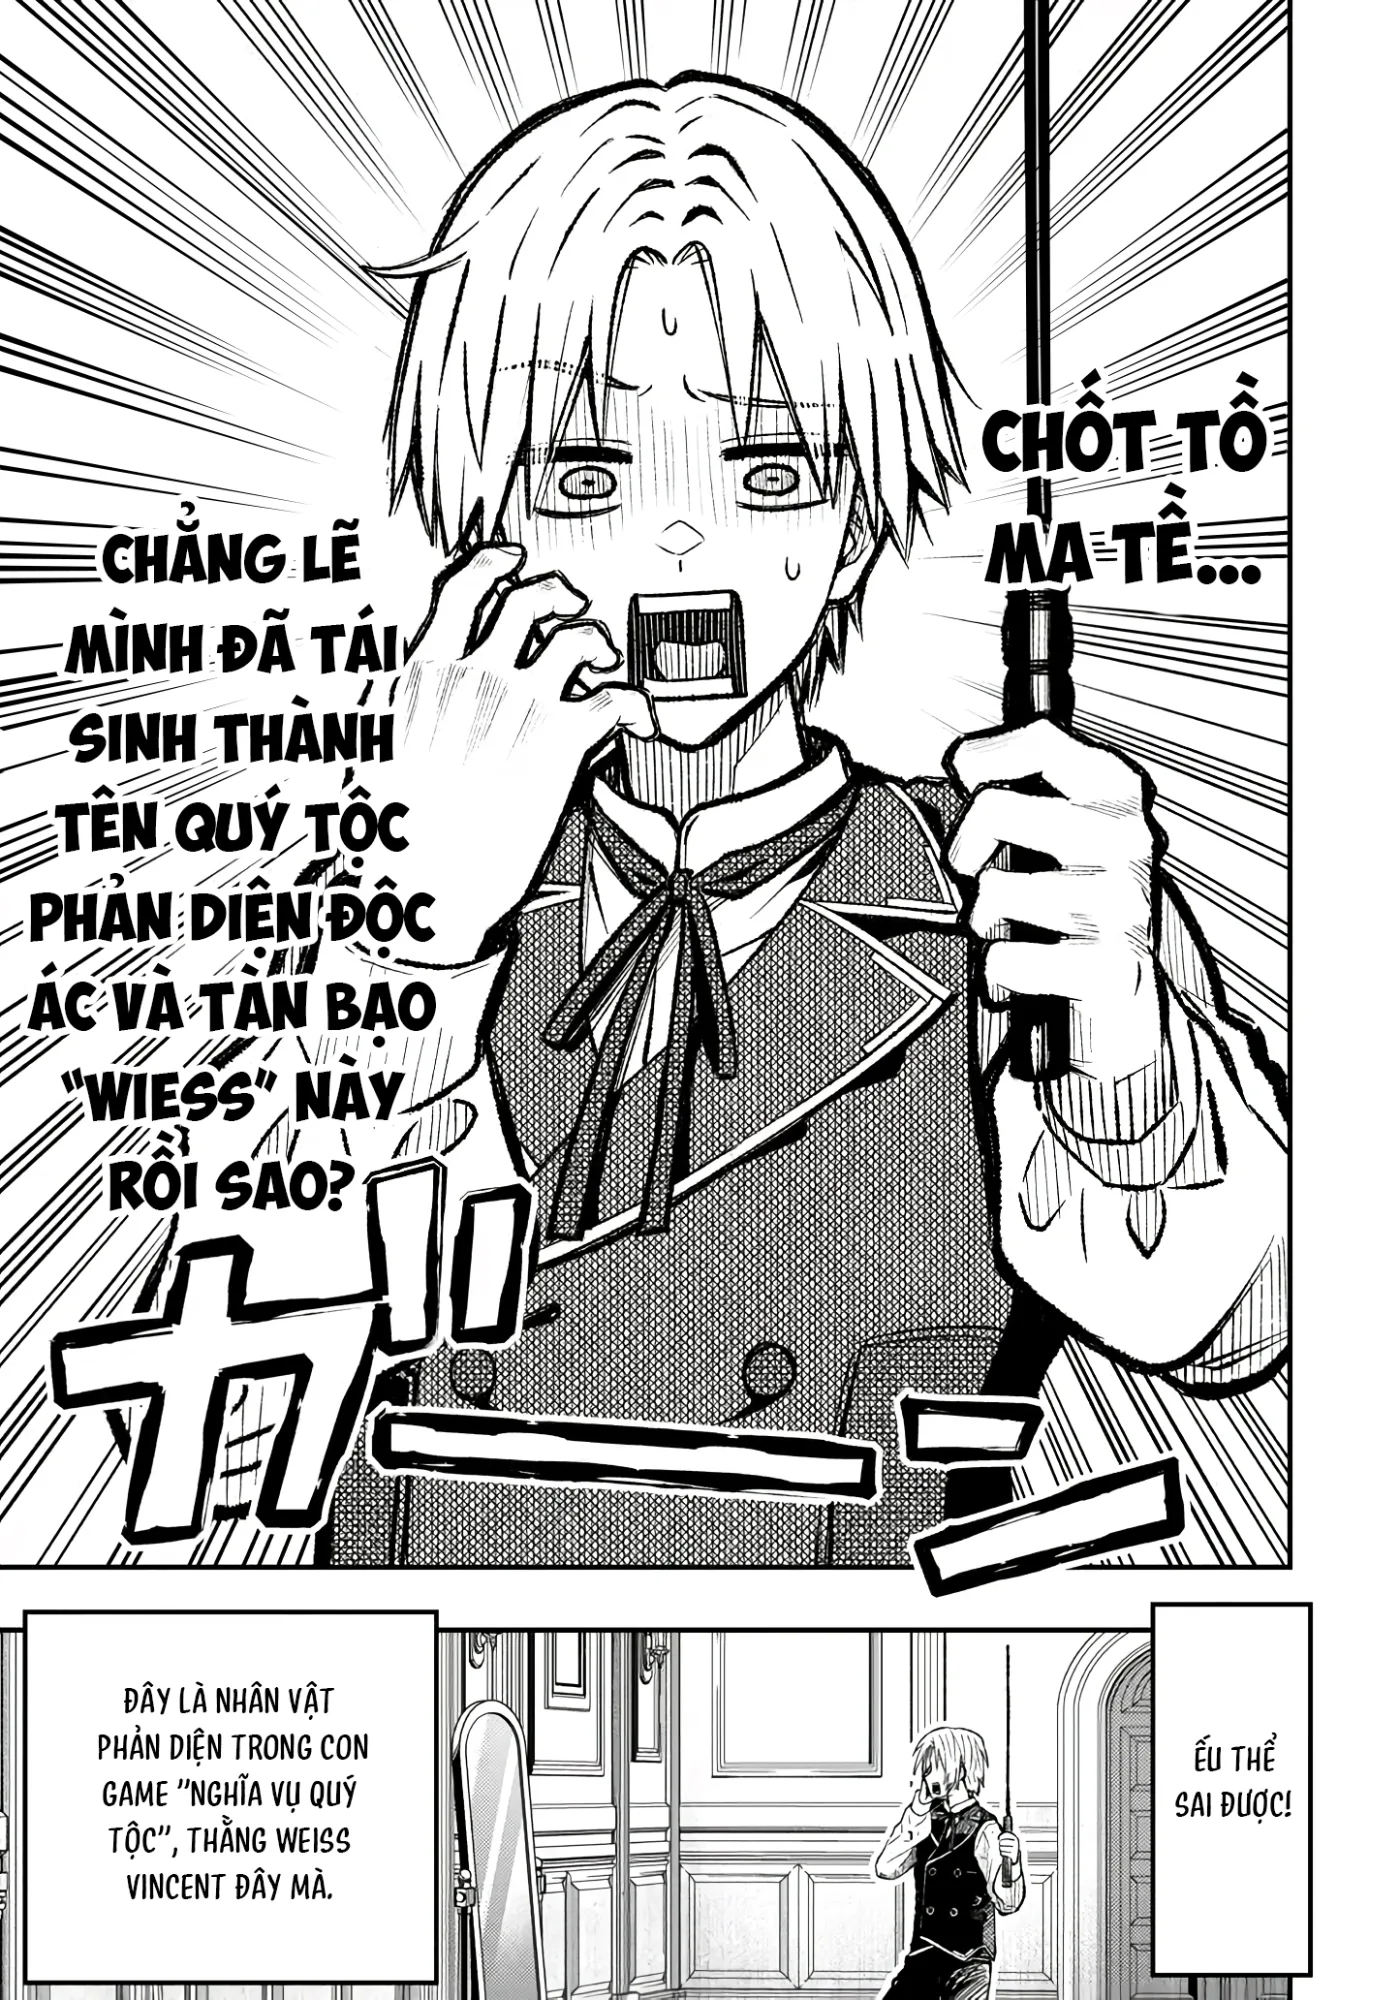 CHỐT TỒ
MA TỀ...
CHẲNG LẼ
MÌNH ĐÃ TÁI
SINH THÀNH
TÊN QUÝ TỘC
PHẢN DIỆN ĐỘC
ÁC VÀ TÀN BẠO
"WIESS" NÀY
RỒI SAO?
ガーン
ẾU THỂ
SAI ĐƯỢC!
ĐÂY LÀ NHÂN VẬT
PHẢN DIỆN TRONG CON
GAME "NGHĨA VỤ QUÝ
TỘC", THẰNG WEISS
VINCENT ĐÂY MÀ.